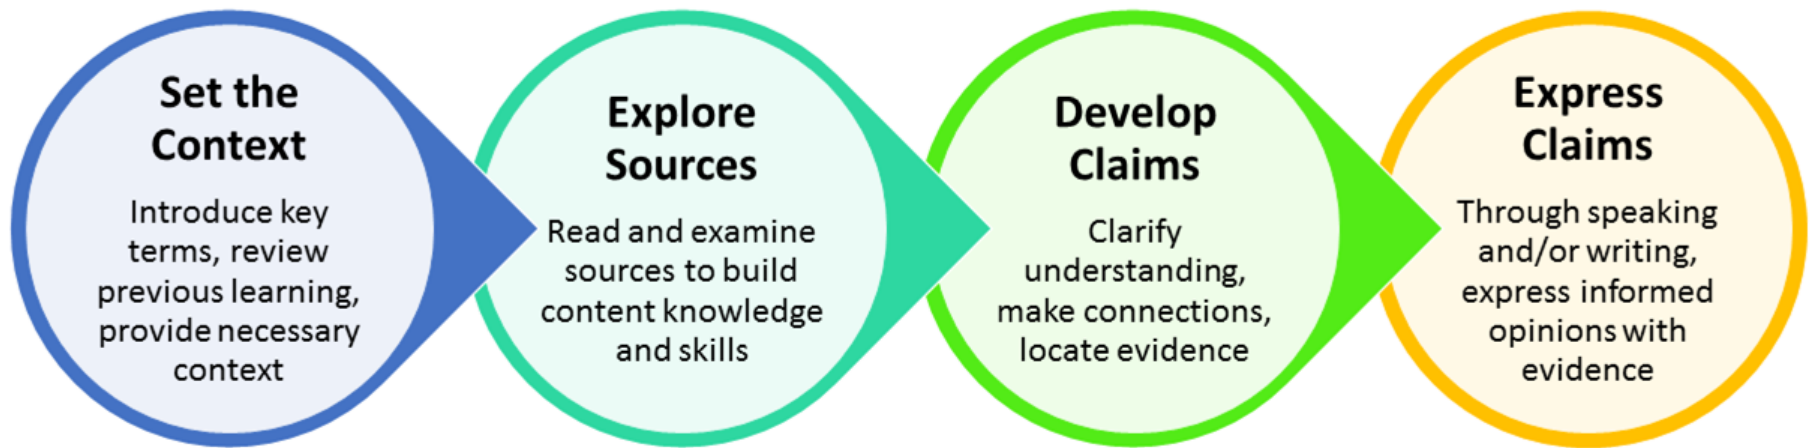 Set the
Context
Introduce key
terms, review
previous learning,
provide necessary
context
Explore
Sources
Read and examine
sources to build
content knowledge
and skills
Develop
Claims
Clarify
understanding,
make connections,
locate evidence
Express
Claims
Through speaking
and/or writing,
express informed
opinions with
evidence